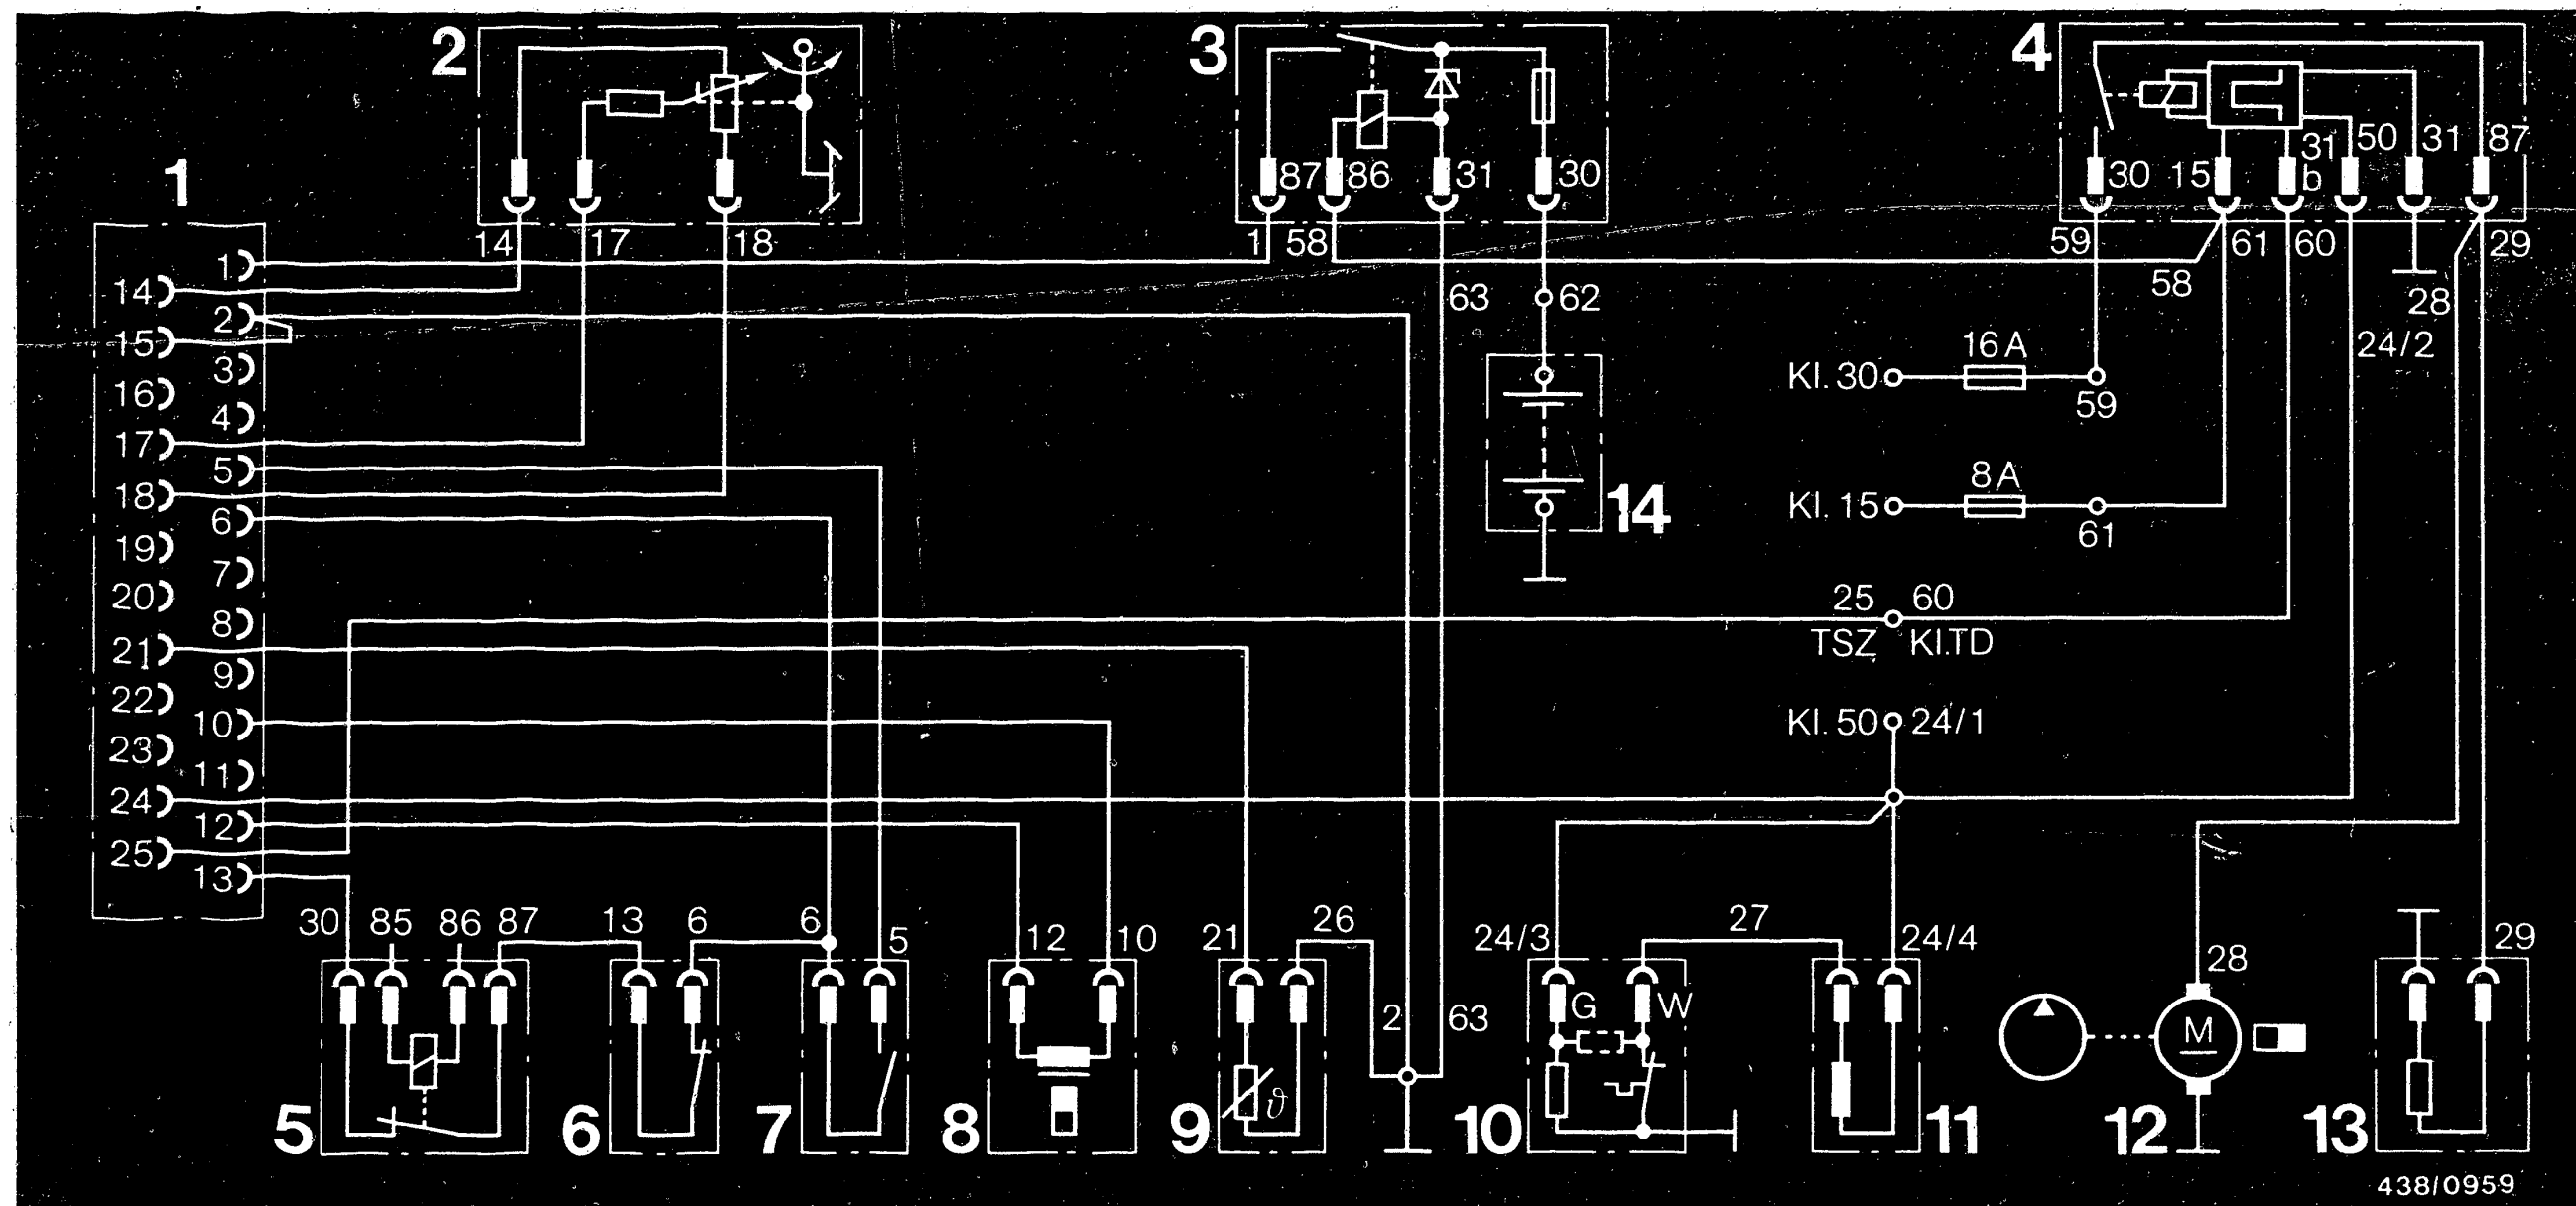 2 3 4
1
87 86 31 30
30 15 31 b 50 31 87
14 17 18 1 58 59 61 60 29
1
14
2
63 62 58 28
15
3
16 A 24/2
16 Kl. 30
4 59
17
5
8 A
18 Kl. 15 14
6 61
19
7
20 25 60
8 TSZ Kl.TD
21
9
22
10 Kl. 50 24/1
23
11
24
12
25
13
30 85 86 87 13 6 6 5 12 10 21 26 24/3 27 24/4 28 29
G W
2 63
M
ϑ
5 6 7 8 9 10 11 12 13
438/0959